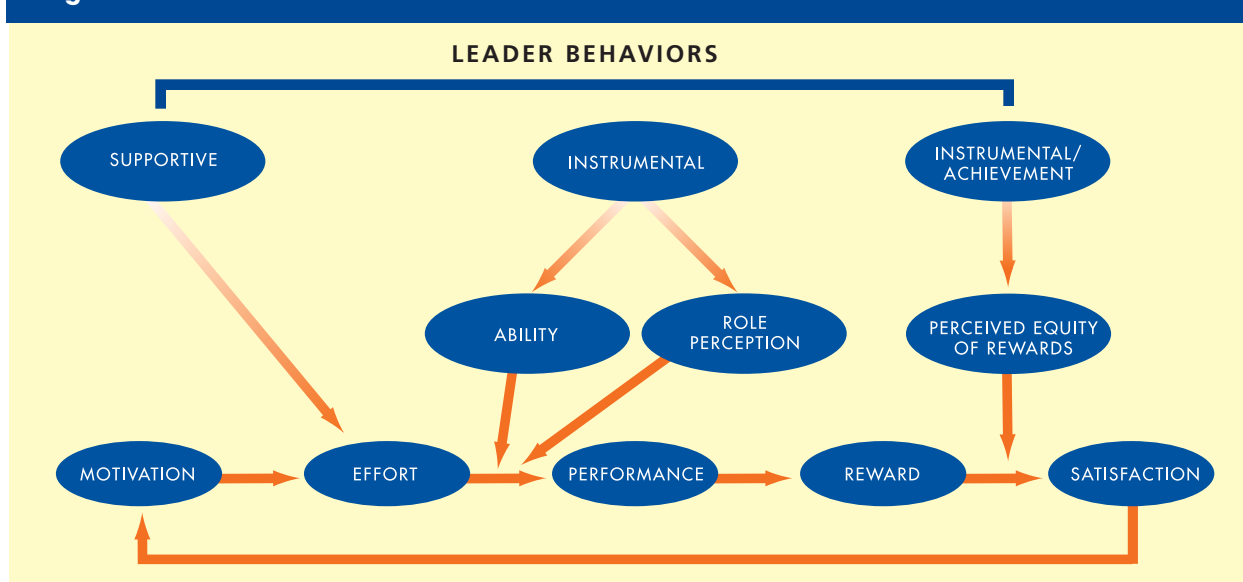 LEADER BEHAVIORS
SUPPORTIVE
INSTRUMENTAL
INSTRUMENTAL/
ACHIEVEMENT
ABILITY
ROLE
PERCEPTION
PERCEIVED EQUITY
OF REWARDS
MOTIVATION
EFFORT
PERFORMANCE
REWARD
SATISFACTION